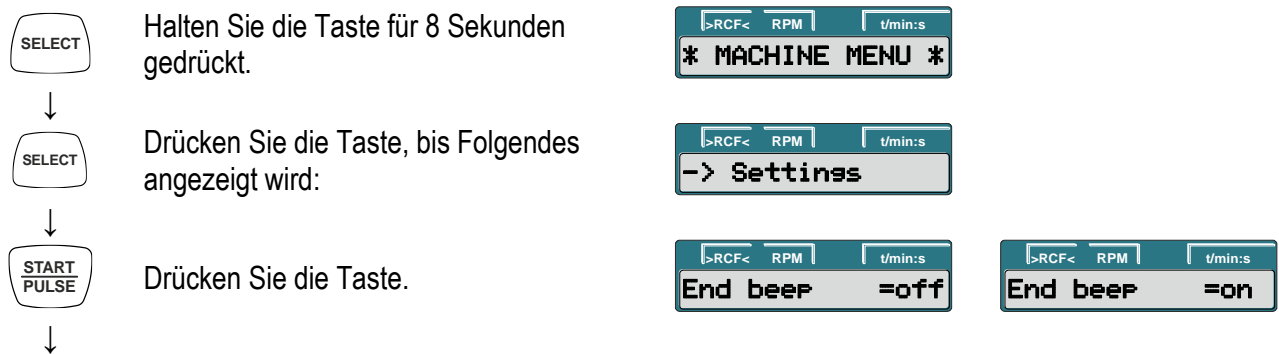 SELECT
Halten Sie die Taste für 8 Sekunden
gedrückt.
>RCF< RPM t/min:s
* MACHINE MENU *
↓
SELECT
Drücken Sie die Taste, bis Folgendes
angezeigt wird:
>RCF< RPM t/min:s
-> Settings
↓
START
PULSE
Drücken Sie die Taste.
>RCF< RPM t/min:s
End beep =off
>RCF< RPM t/min:s
End beep =on
↓